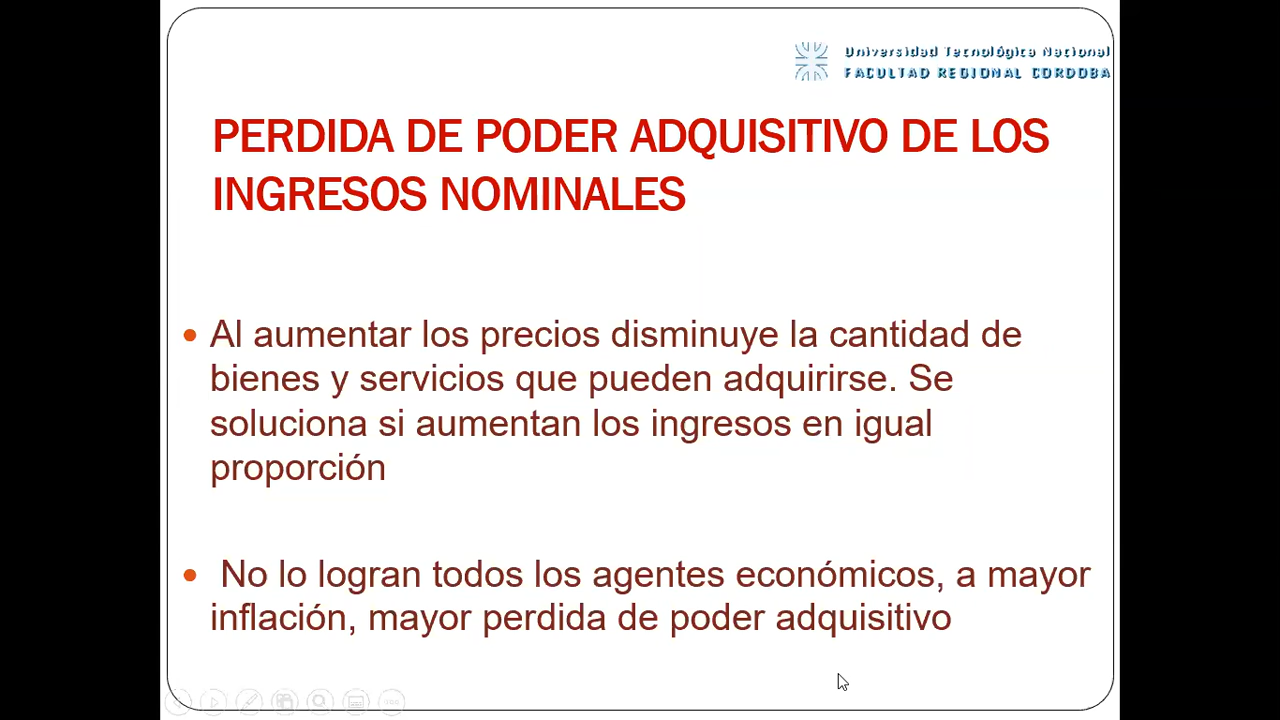 Universidad Tecnológica Nacional
FACULTAD REGIONAL CORDOBA
PERDIDA DE PODER ADQUISITIVO DE LOS
INGRESOS NOMINALES
• Al aumentar los precios disminuye la cantidad de
bienes y servicios que pueden adquirirse. Se
soluciona si aumentan los ingresos en igual
proporción
• No lo logran todos los agentes económicos, a mayor
inflación, mayor perdida de poder adquisitivo